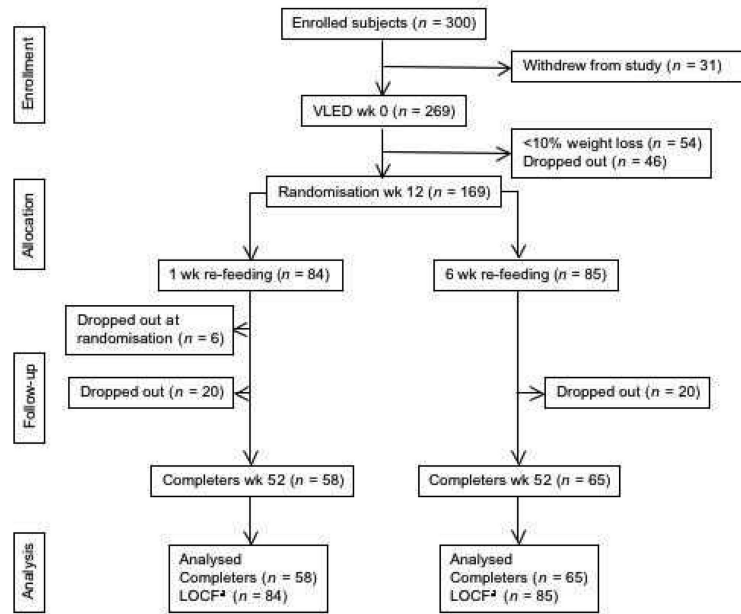 Enrollment
Enrolled subjects (n = 300)
Withdrew from study (n = 31)
VLED wk 0 (n = 269)
<10% weight loss (n = 54)
Dropped out (n = 46)
Allocation
Randomisation wk 12 (n = 169)
1 wk re-feeding (n = 84)
6 wk re-feeding (n = 85)
Follow-up
Dropped out at
randomisation (n = 6)
Dropped out (n = 20)
Dropped out (n = 20)
Completers wk 52 (n = 58)
Completers wk 52 (n = 65)
Analysis
Analysed
Completers (n = 58)
LOCFª (n = 84)
Analysed
Completers (n = 65)
LOCFª (n = 85)